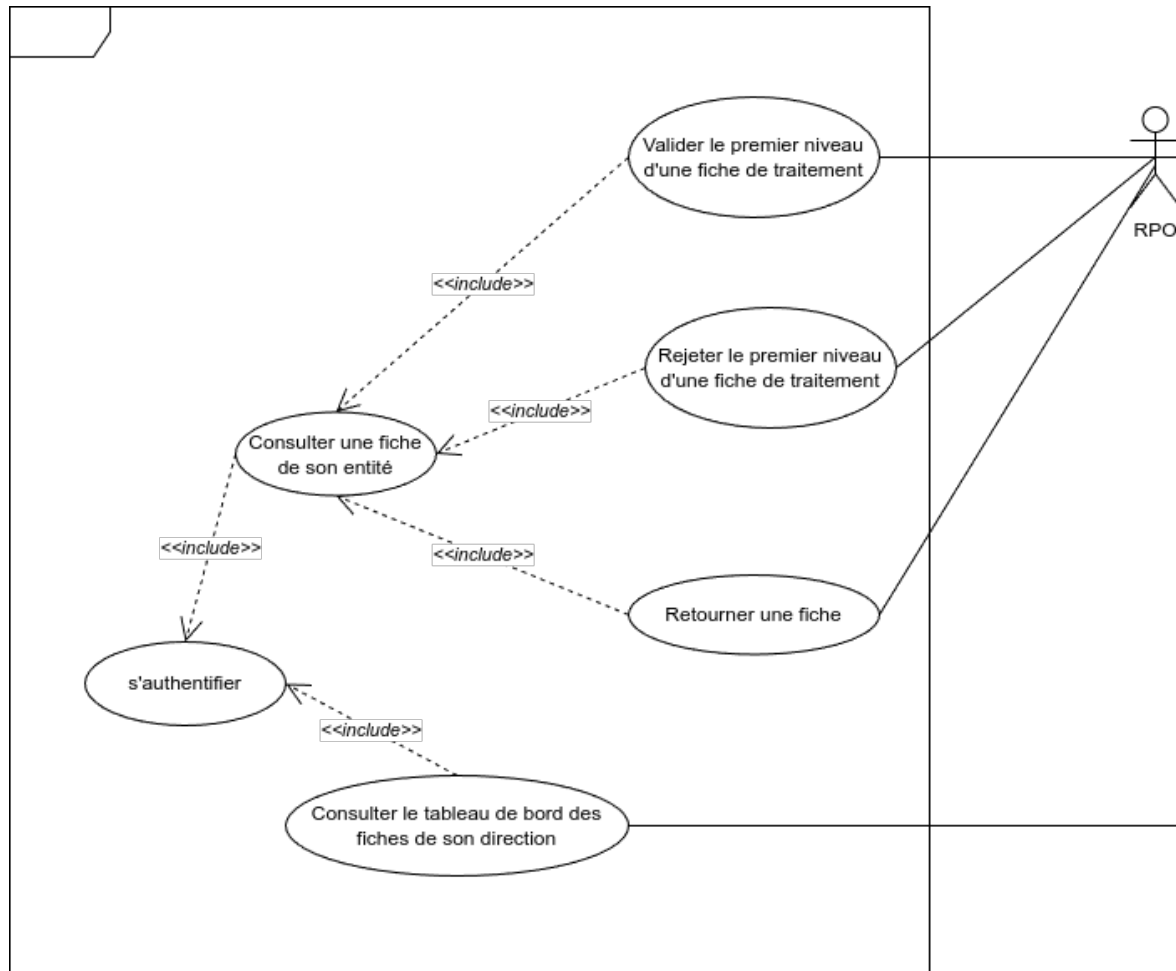 Valider le premier niveau
d'une fiche de traitement
RPO
<<include>>
Rejeter le premier niveau
d'une fiche de traitement
<<include>>
Consulter une fiche
de son entité
<<include>>
<<include>>
Retourner une fiche
s'authentifier
<<include>>
Consulter le tableau de bord des
fiches de son direction